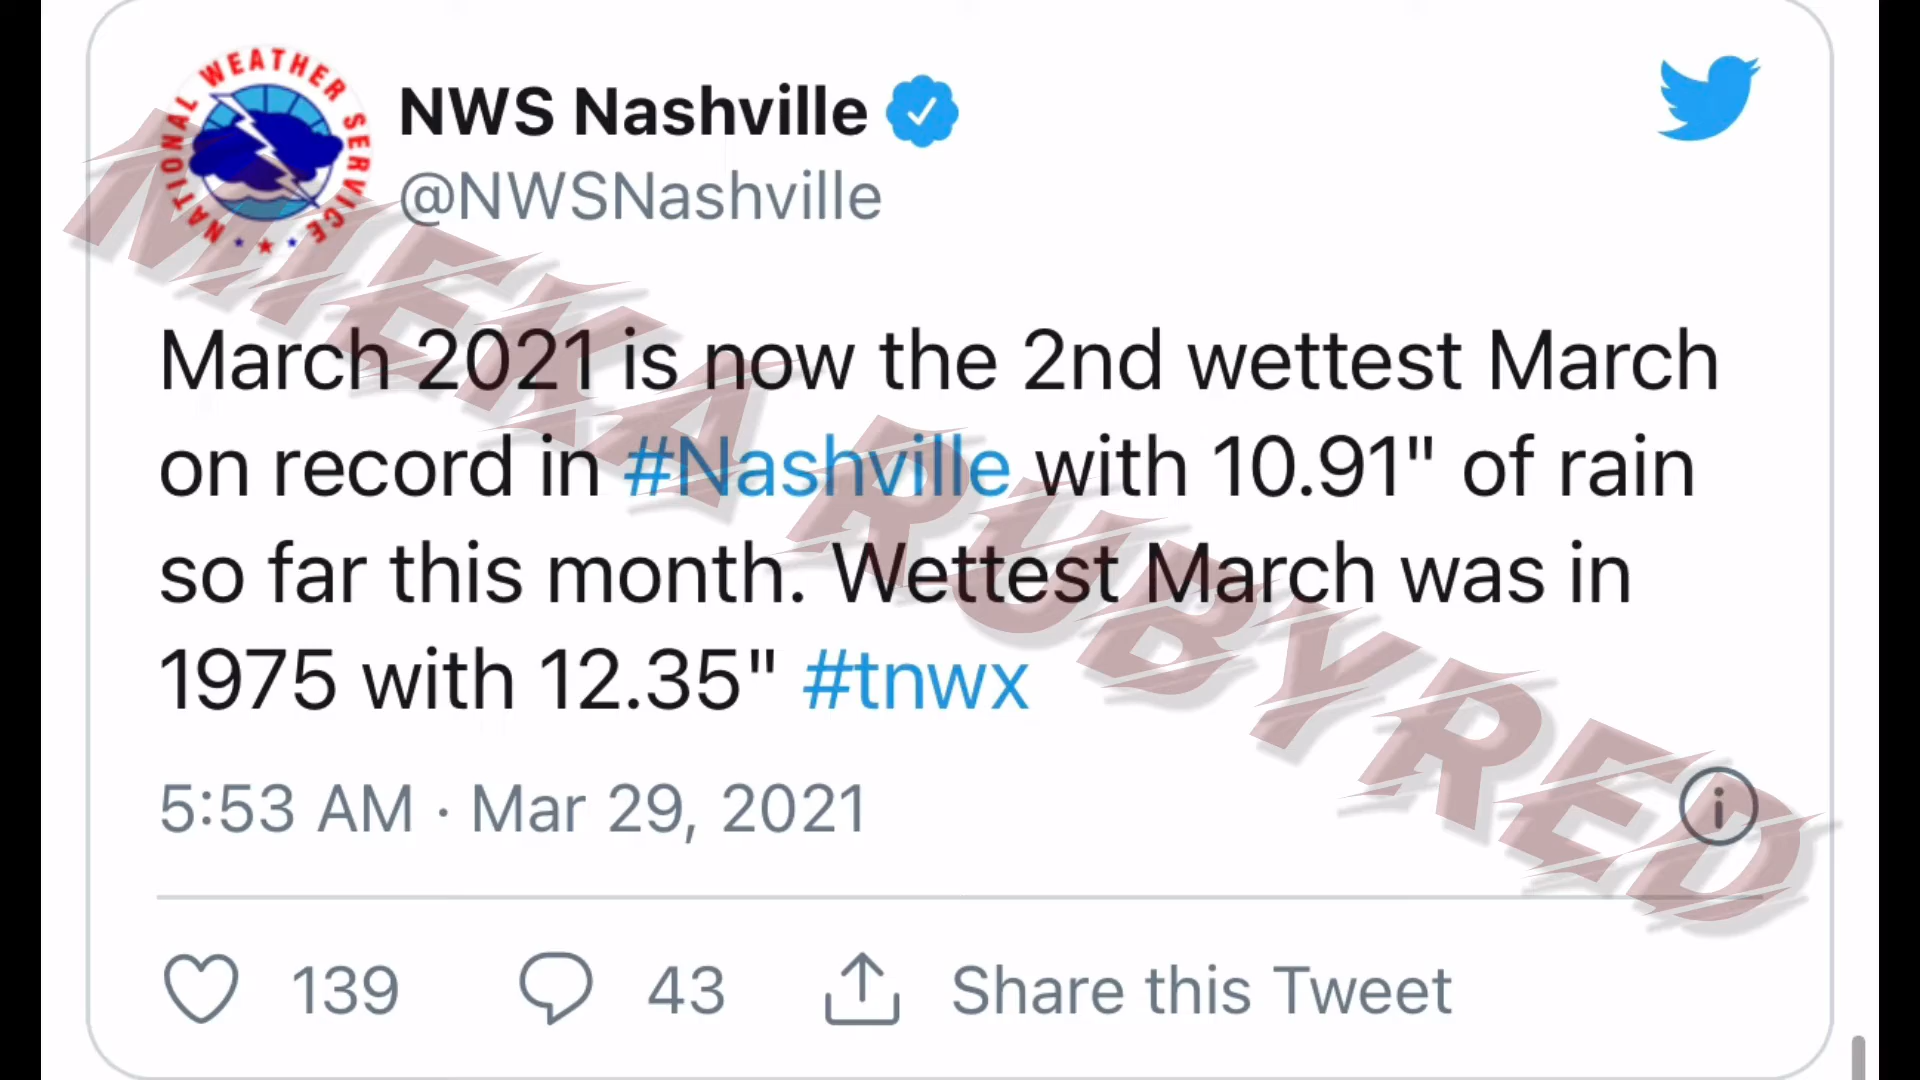 NATIONAL WEATHER SERVICE
NWS Nashville
@NWSNashville
March 2021 is now the 2nd wettest March
on record in #Nashville with 10.91" of rain
so far this month. Wettest March was in
1975 with 12.35" #tnwx
5:53 AM · Mar 29, 2021
139 43 Share this Tweet
MIEKA RUBYRED